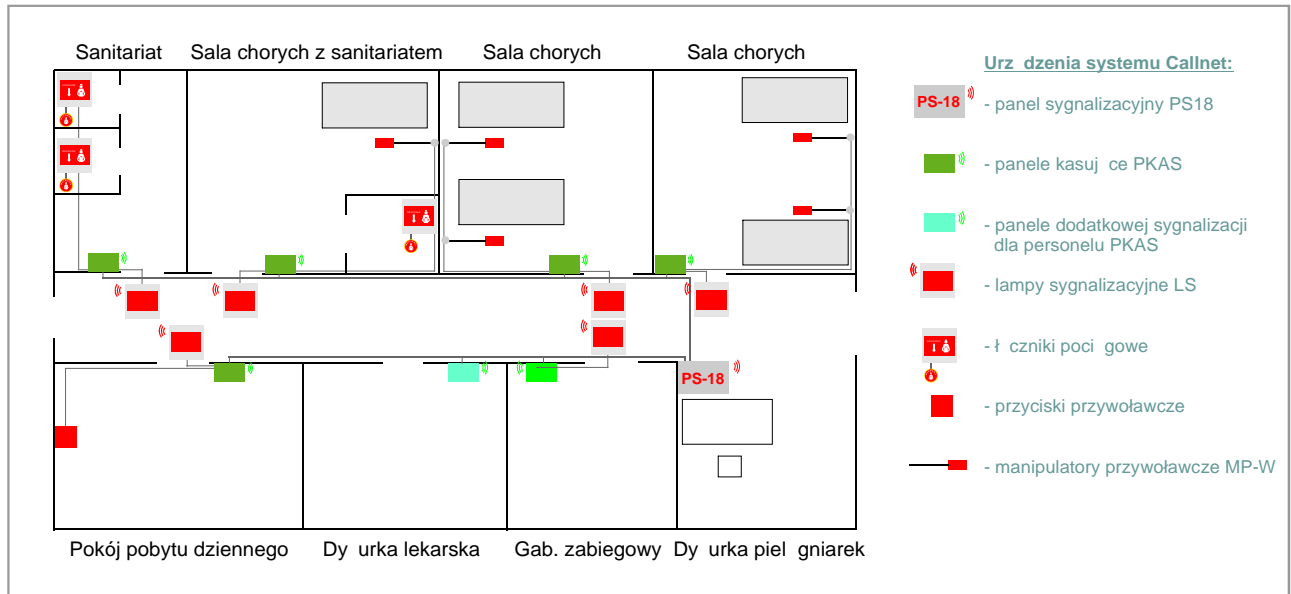 Sanitariat
Sala chorych z sanitariatem
Sala chorych
Sala chorych
Urz dzenia systemu Callnet:
PS-18
- panel sygnalizacyjny PS18
- panele kasuj ce PKAS
- panele dodatkowej sygnalizacji
dla personelu PKAS
- lampy sygnalizacyjne LS
- ł czniki poci gowe
- przyciski przywoławcze
- manipulatory przywoławcze MP-W
PS-18
Pokój pobytu dziennego
Dy urka lekarska
Gab. zabiegowy
Dy urka piel gniarek